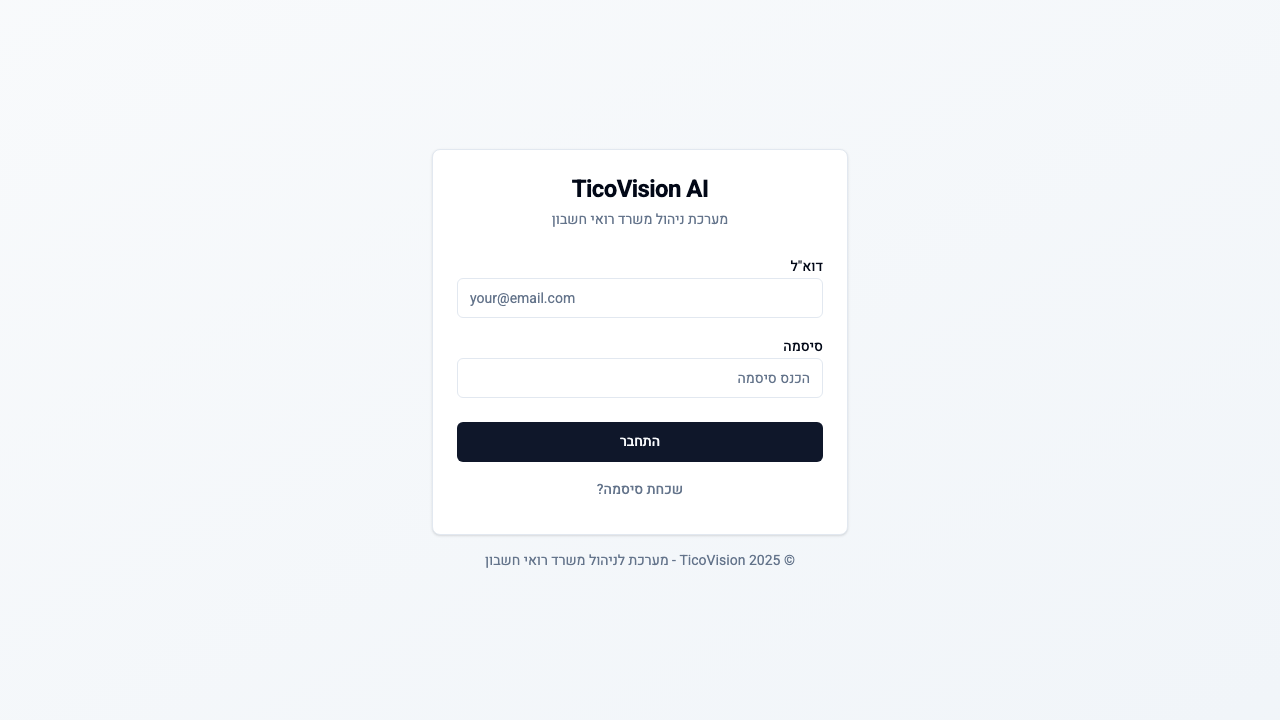 TicoVision AI
מערכת ניהול משרד רואי חשבון
דוא"ל
your@email.com
סיסמה
הכנס סיסמה
התחבר
שכחת סיסמה?
© 2025 TicoVision - מערכת לניהול משרד רואי חשבון